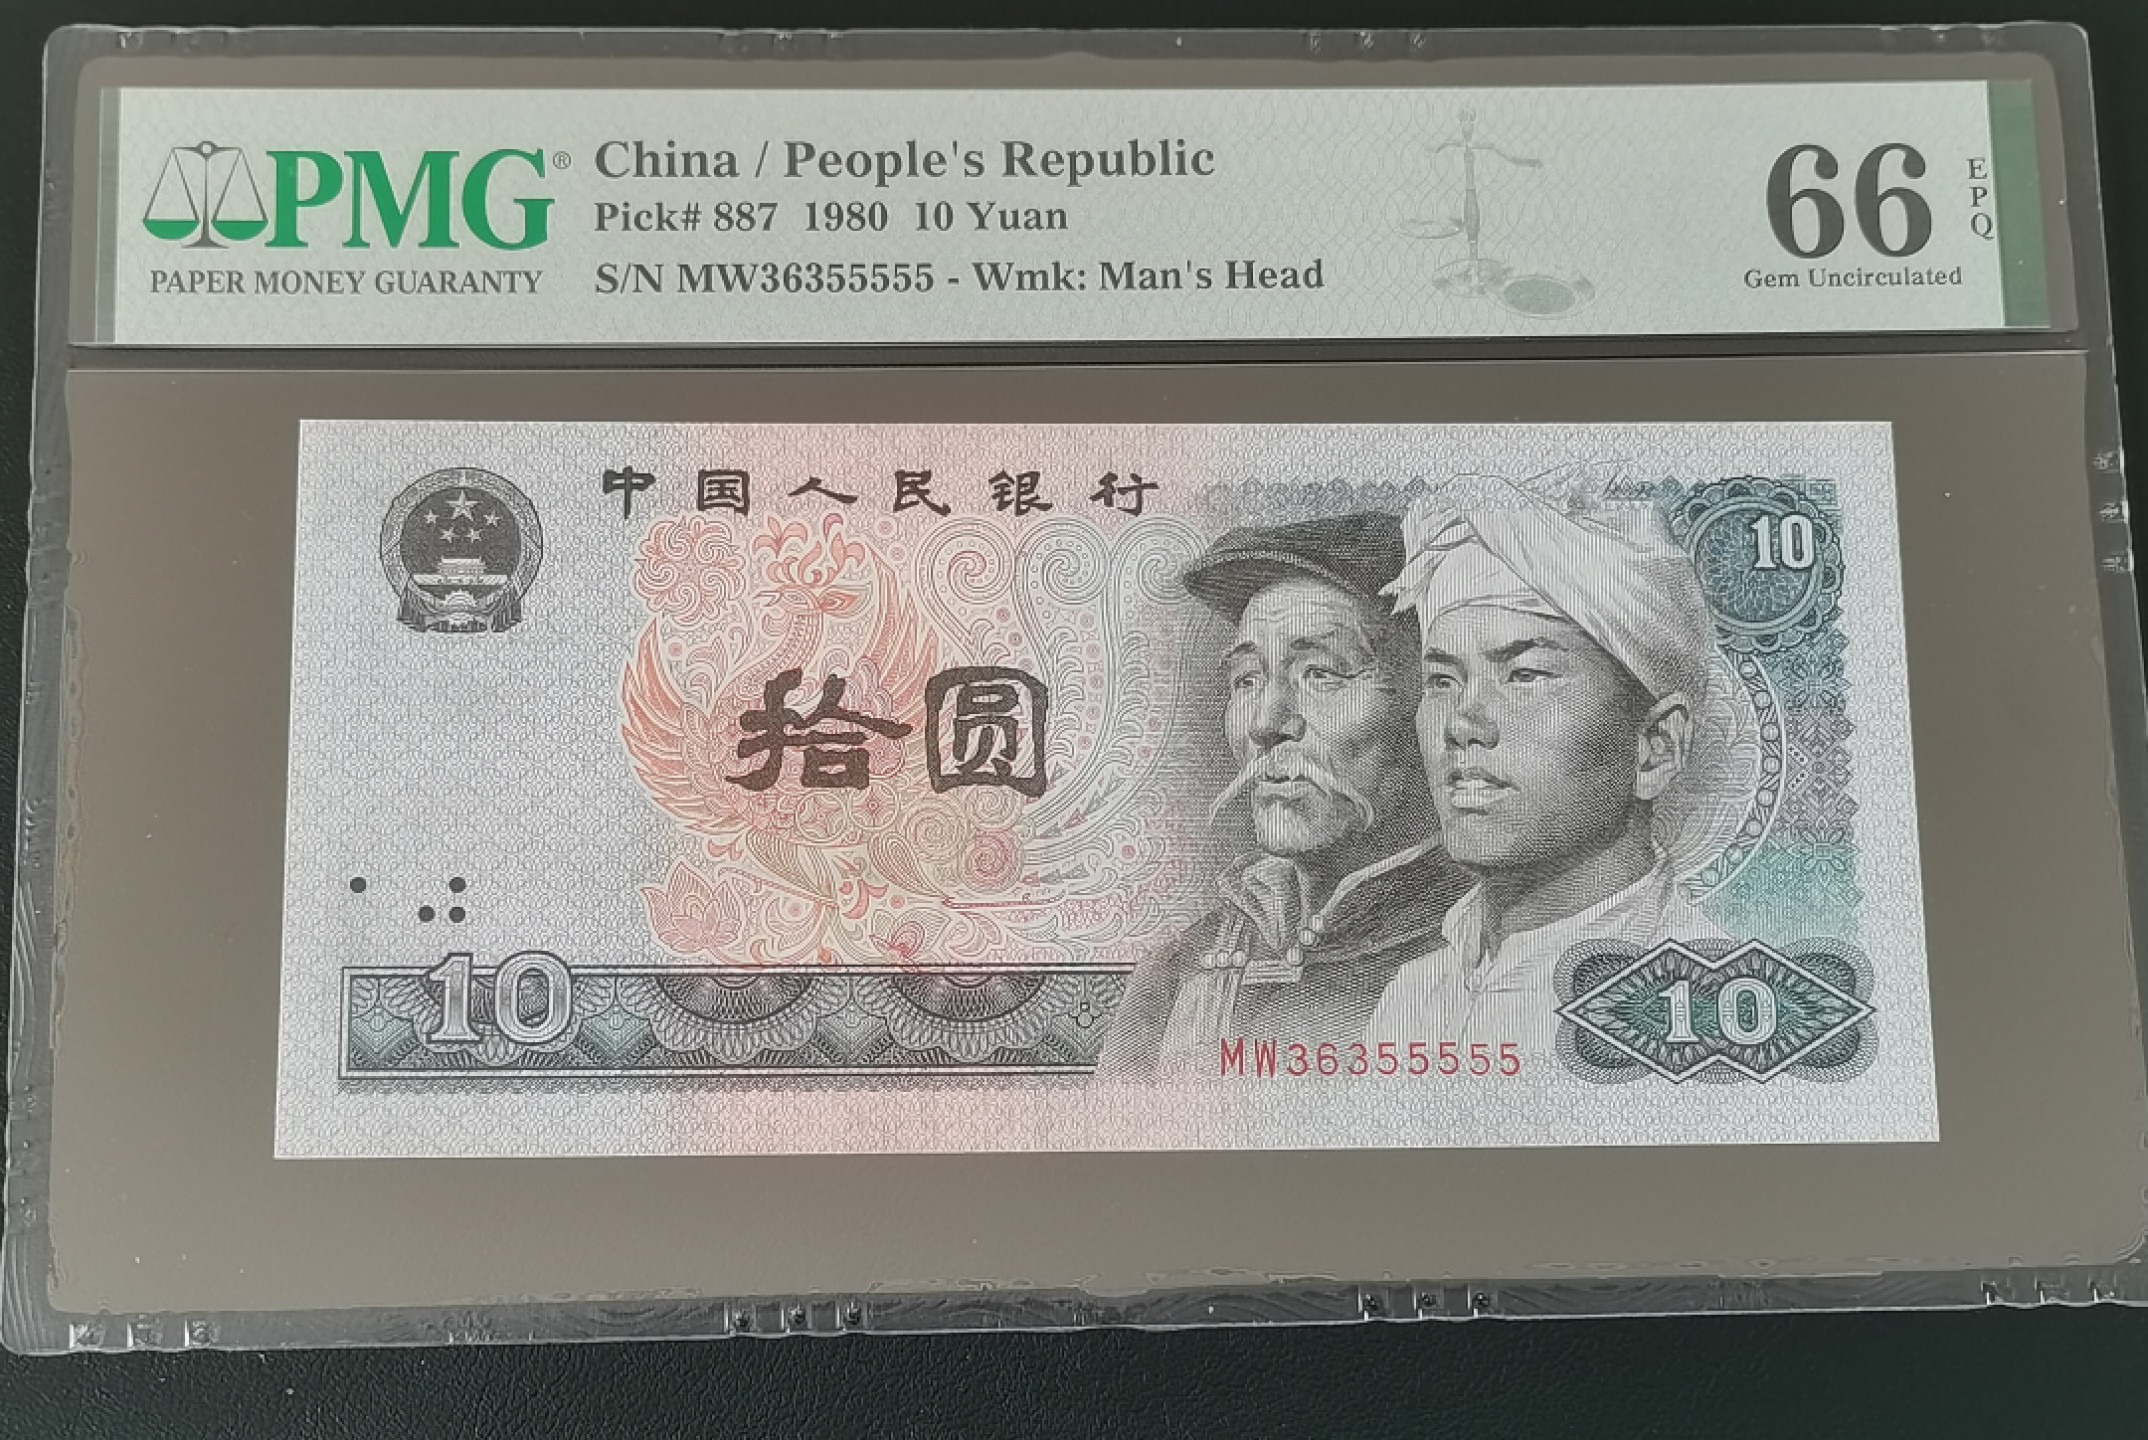 PMG®
PAPER MONEY GUARANTY
China / People's Republic
Pick# 887 1980 10 Yuan
S/N MW36355555 - Wmk: Man's Head
66
EPQ
Gem Uncirculated
中国人民银行
10
拾圆
10
MW36355555
10